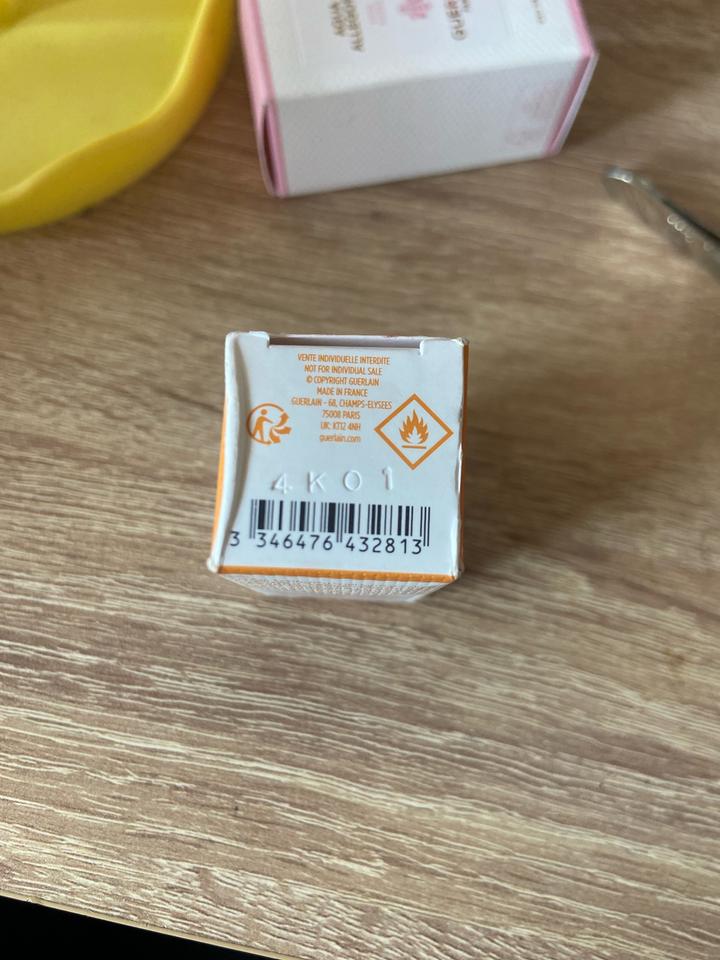 VENTE INDIVIDUELLE INTERDITE
NOT FOR INDIVIDUAL SALE
© COPYRIGHT GUERLAIN
MADE IN FRANCE
GUERLAIN - 68, CHAMPS-ELYSEES
75008 PARIS
UK: KT12 4NH
guerlain.com
4K01
3 346476 432813